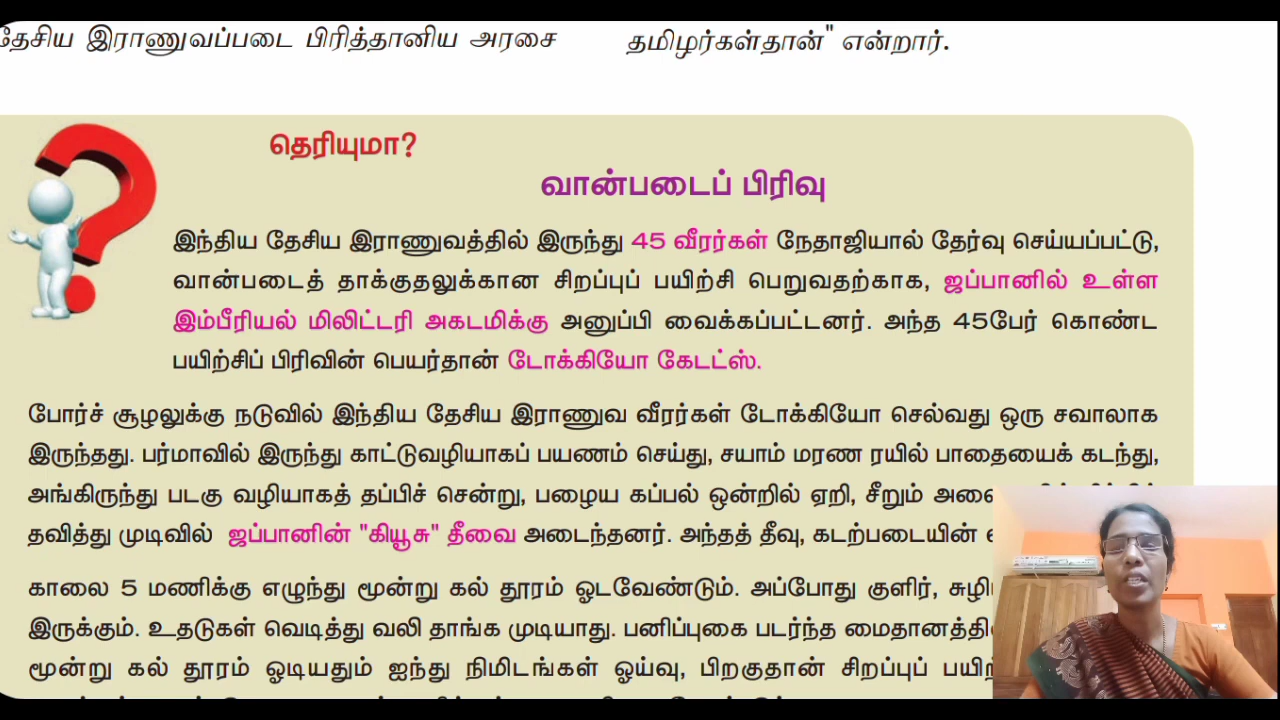 தேசிய இராணுவப்படை பிரித்தானிய அரசை
தமிழர்கள்தான்" என்றார்.
தெரியுமா?
வான்படைப் பிரிவு
இந்திய தேசிய இராணுவத்தில் இருந்து 45 வீரர்கள் நேதாஜியால் தேர்வு செய்யப்பட்டு,
வான்படைத் தாக்குதலுக்கான சிறப்புப் பயிற்சி பெறுவதற்காக, ஜப்பானில் உள்ள
இம்பீரியல் மிலிட்டரி அகடமிக்கு அனுப்பி வைக்கப்பட்டனர். அந்த 45பேர் கொண்ட
பயிற்சிப் பிரிவின் பெயர்தான் டோக்கியோ கேடட்ஸ்.
போர்ச் சூழலுக்கு நடுவில் இந்திய தேசிய இராணுவ வீரர்கள் டோக்கியோ செல்வது ஒரு சவாலாக
இருந்தது. பர்மாவில் இருந்து காட்டுவழியாகப் பயணம் செய்து, சயாம் மரண ரயில் பாதையைக் கடந்து,
அங்கிருந்து படகு வழியாகத் தப்பிச் சென்று, பழைய கப்பல் ஒன்றில் ஏறி, சீறும்
தவித்து முடிவில் ஜப்பானின் "கியூசு" தீவை அடைந்தனர். அந்தத் தீவு, கடற்படையின்
காலை 5 மணிக்கு எழுந்து மூன்று கல் தூரம் ஓடவேண்டும். அப்போது குளிர்,
இருக்கும். உதடுகள் வெடித்து வலி தாங்க முடியாது. பனிப்புகை படர்ந்த
மூன்று கல் தூரம் ஓடியதும் ஐந்து நிமிடங்கள் ஓய்வு, பிறகுதான் சிறப்புப்